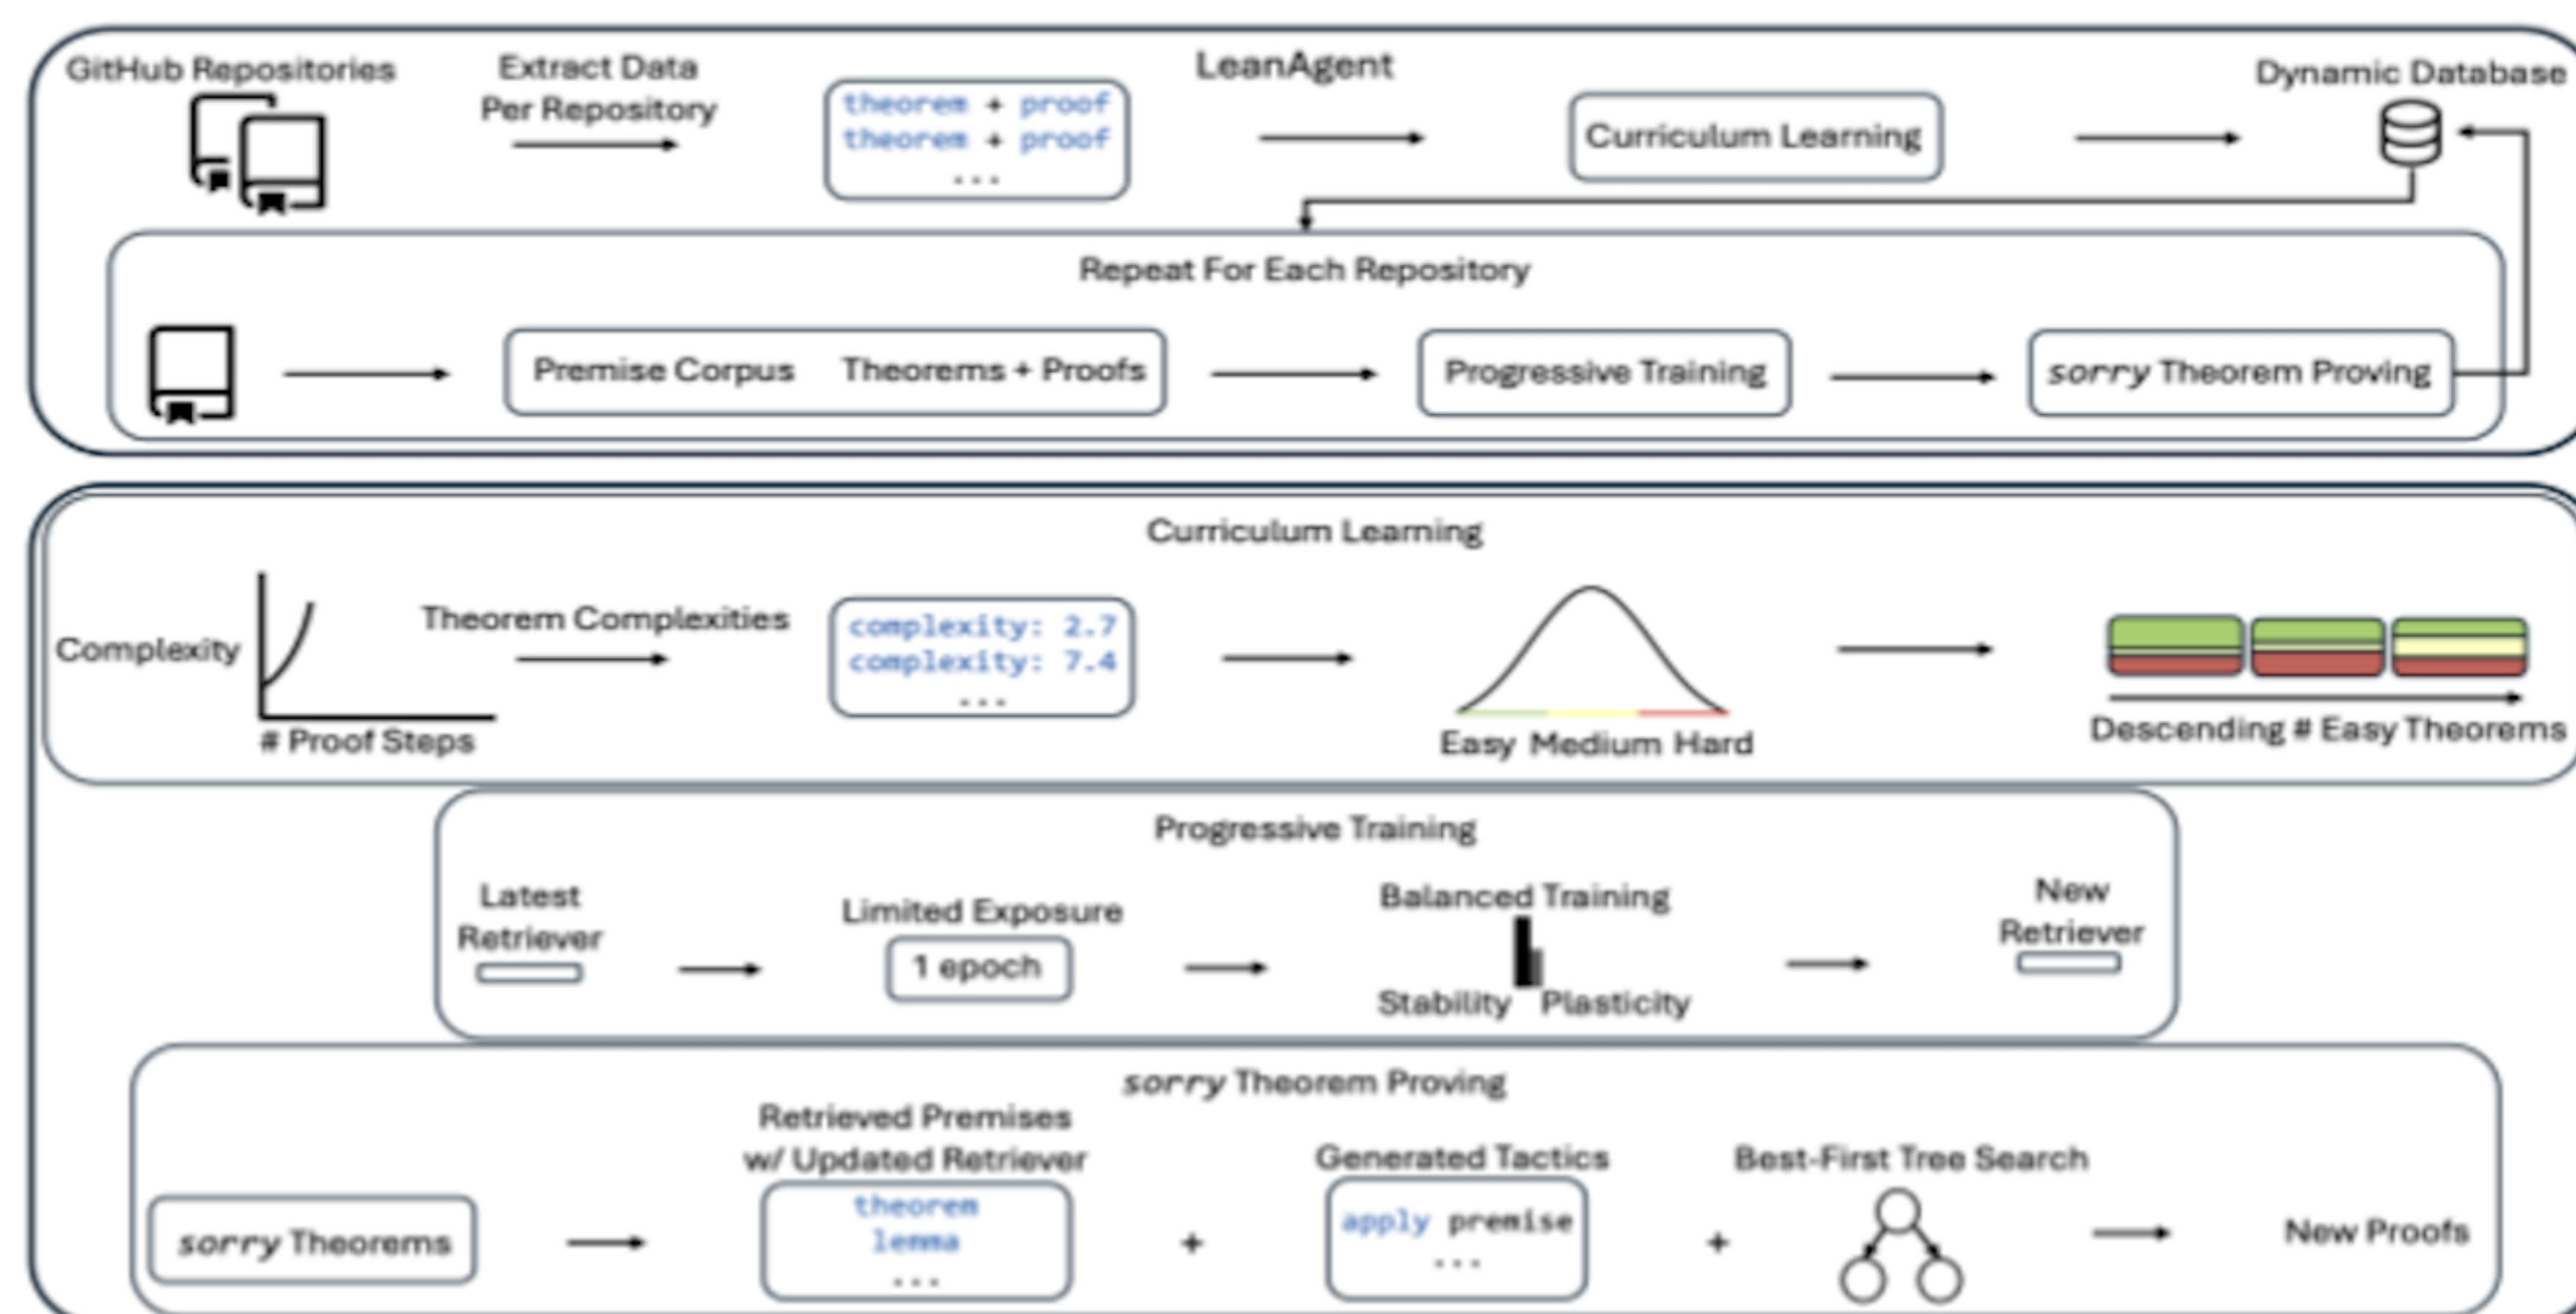 GitHub Repositories
Extract Data
Per Repository
theorem + proof
theorem + proof
...
LeanAgent
Curriculum Learning
Dynamic Database
Repeat For Each Repository
Premise Corpus Theorems + Proofs
Progressive Training
sorry Theorem Proving
Curriculum Learning
Complexity
# Proof Steps
Theorem Complexities
complexity: 2.7
complexity: 7.4
...
Easy Medium Hard
Descending # Easy Theorems
Progressive Training
Latest
Retriever
Limited Exposure
1 epoch
Balanced Training
Stability Plasticity
New
Retriever
sorry Theorem Proving
sorry Theorems
Retrieved Premises
w/ Updated Retriever
theorem
lemma
...
+
Generated Tactics
apply premise
...
+
Best-First Tree Search
New Proofs